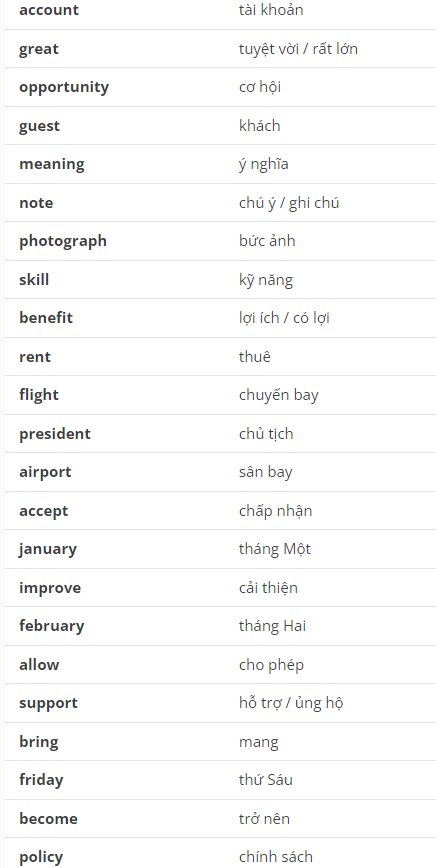 account tài khoản
great tuyệt vời / rất lớn
opportunity cơ hội
guest khách
meaning ý nghĩa
note chú ý / ghi chú
photograph bức ảnh
skill kỹ năng
benefit lợi ích / có lợi
rent thuê
flight chuyến bay
president chủ tịch
airport sân bay
accept chấp nhận
january tháng Một
improve cải thiện
february tháng Hai
allow cho phép
support hỗ trợ / ủng hộ
bring mang
friday thứ Sáu
become trở nên
policy chính sách